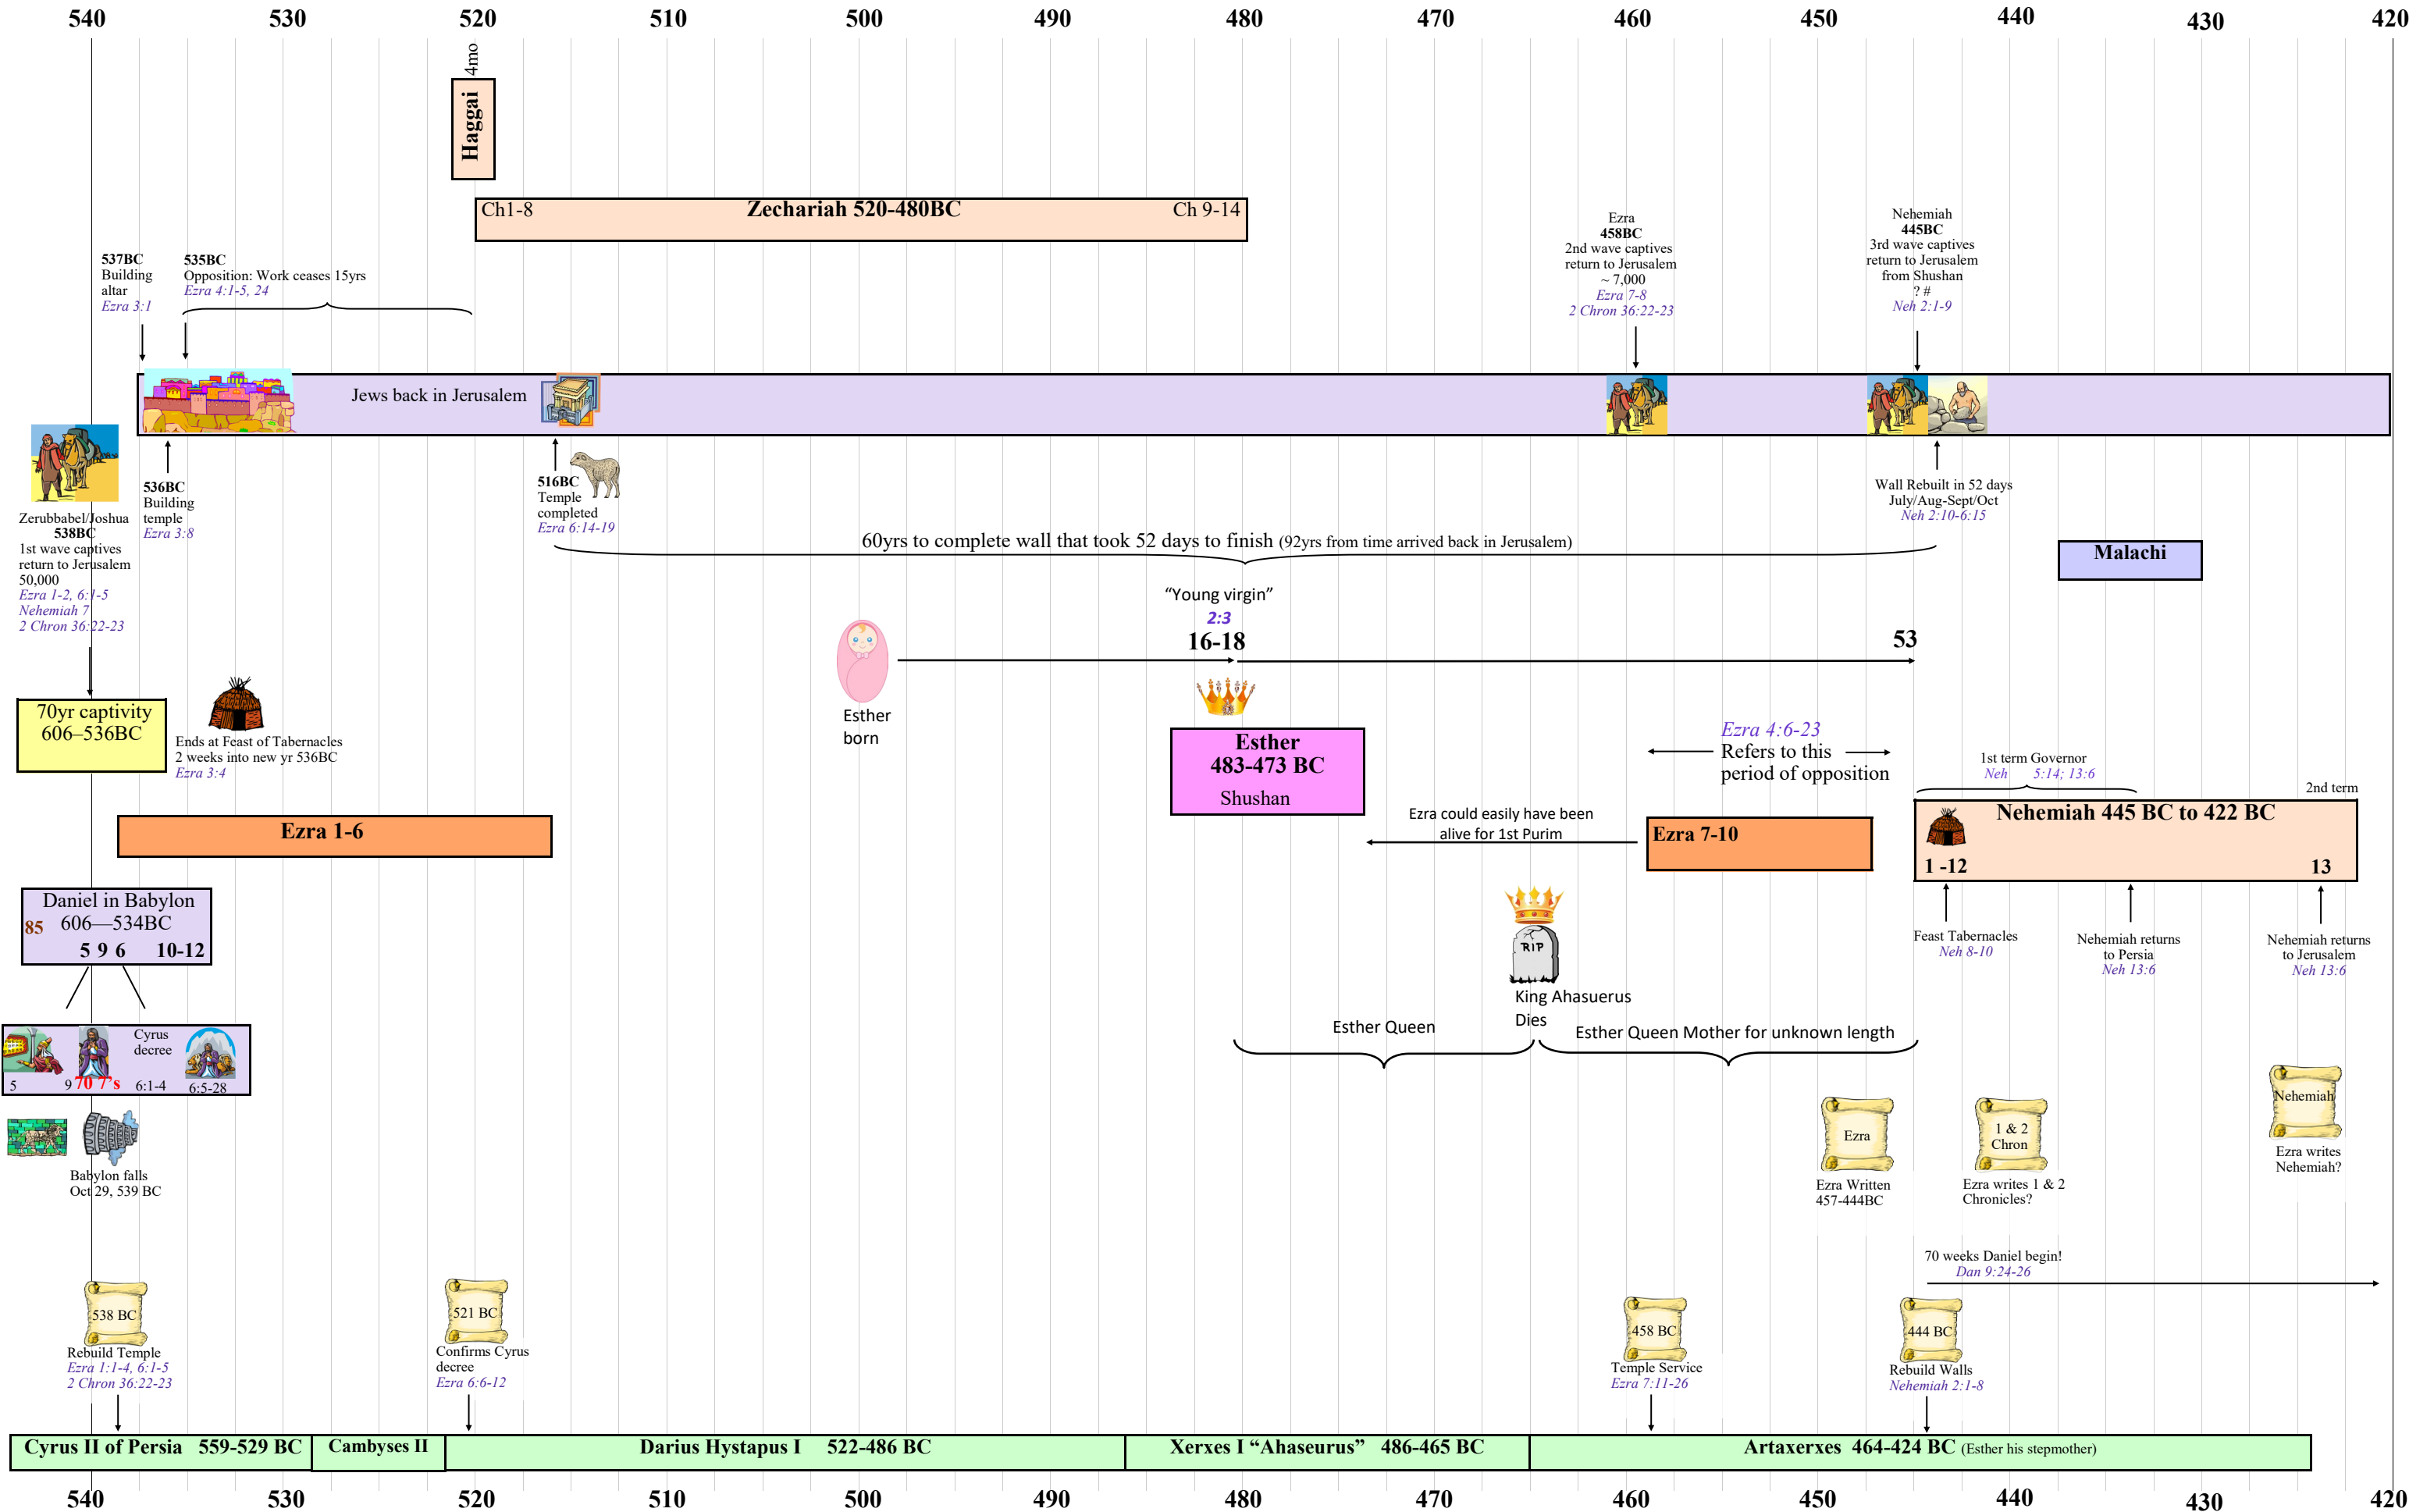 540 530 520 510 500 490 480 470 460 450 440 430 420
4mo
Haggai
Ch1-8 Zechariah 520-480BC Ch 9-14
537BC
Building
altar
Ezra 3:1
535BC
Opposition: Work ceases 15yrs
Ezra 4:1-5, 24
Ezra
458BC
2nd wave captives
return to Jerusalem
~ 7,000
Ezra 7-8
2 Chron 36:22-23
Nehemiah
445BC
3rd wave captives
return to Jerusalem
from Shushan
? #
Neh 2:1-9
Jews back in Jerusalem
Zerubbabel/Joshua
538BC
1st wave captives
return to Jerusalem
50,000
Ezra 1-2, 6:1-5
Nehemiah 7
2 Chron 36:22-23
536BC
Building
temple
Ezra 3:8
516BC
Temple
completed
Ezra 6:14-19
Wall Rebuilt in 52 days
July/Aug-Sept/Oct
Neh 2:10-6:15
60yrs to complete wall that took 52 days to finish (92yrs from time arrived back in Jerusalem)
Malachi
“Young virgin”
2:3
16-18
53
Esther
born
70yr captivity
606–536BC
Ends at Feast of Tabernacles
2 weeks into new yr 536BC
Ezra 3:4
Esther
483-473 BC
Shushan
Ezra 4:6-23
Refers to this
period of opposition
1st term Governor
Neh 5:14; 13:6
2nd term
Nehemiah 445 BC to 422 BC
1 -12 13
Ezra 1-6
Ezra could easily have been
alive for 1st Purim
Ezra 7-10
Daniel in Babylon
85 606—534BC
5 9 6 10-12
Feast Tabernacles
Neh 8-10
Nehemiah returns
to Persia
Neh 13:6
Nehemiah returns
to Jerusalem
Neh 13:6
RIP
King Ahasuerus
Dies
Esther Queen
Esther Queen Mother for unknown length
Cyrus
decree
5 9 70 7’s 6:1-4 6:5-28
Babylon falls
Oct 29, 539 BC
Ezra
Ezra Written
457-444BC
1 & 2
Chron
Ezra writes 1 & 2
Chronicles?
Nehemiah
Ezra writes
Nehemiah?
70 weeks Daniel begin!
Dan 9:24-26
538 BC
Rebuild Temple
Ezra 1:1-4, 6:1-5
2 Chron 36:22-23
521 BC
Confirms Cyrus
decree
Ezra 6:6-12
458 BC
Temple Service
Ezra 7:11-26
444 BC
Rebuild Walls
Nehemiah 2:1-8
Cyrus II of Persia 559-529 BC
Cambyses II
Darius Hystapus I 522-486 BC
Xerxes I “Ahaseurus” 486-465 BC
Artaxerxes 464-424 BC (Esther his stepmother)
540 530 520 510 500 490 480 470 460 450 440 430 420